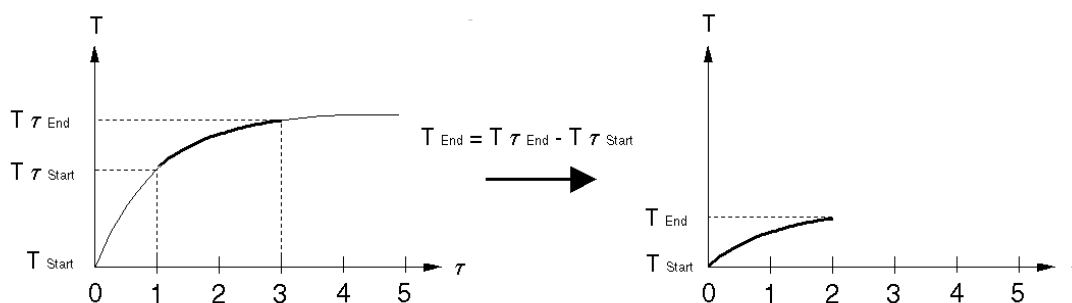 T
T τ End
T τ Start
T Start
0 1 2 3 4 5 τ
T End = T τ End - T τ Start
T
T End
T Start
0 1 2 3 4 5